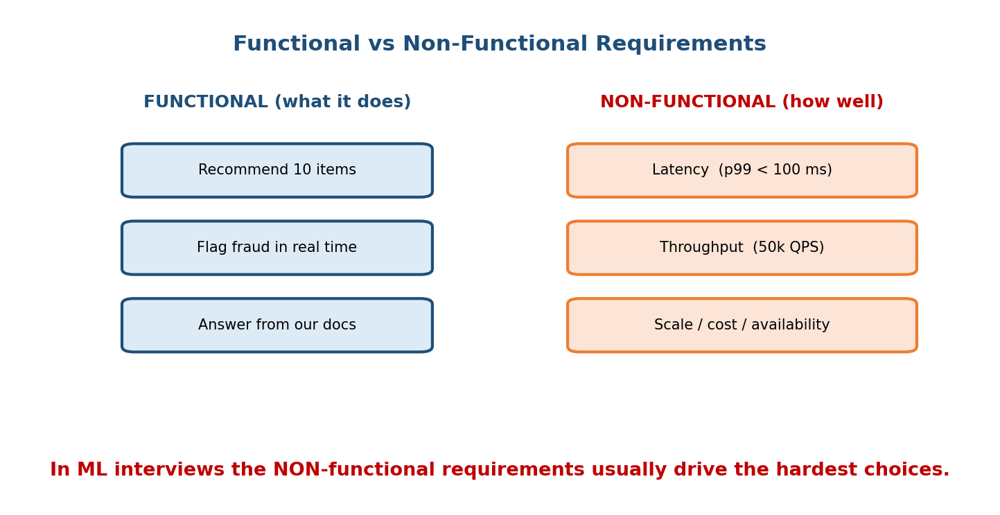 Functional vs Non-Functional Requirements
FUNCTIONAL (what it does)
Recommend 10 items
Flag fraud in real time
Answer from our docs
NON-FUNCTIONAL (how well)
Latency  (p99 < 100 ms)
Throughput  (50k QPS)
Scale / cost / availability
In ML interviews the NON-functional requirements usually drive the hardest choices.